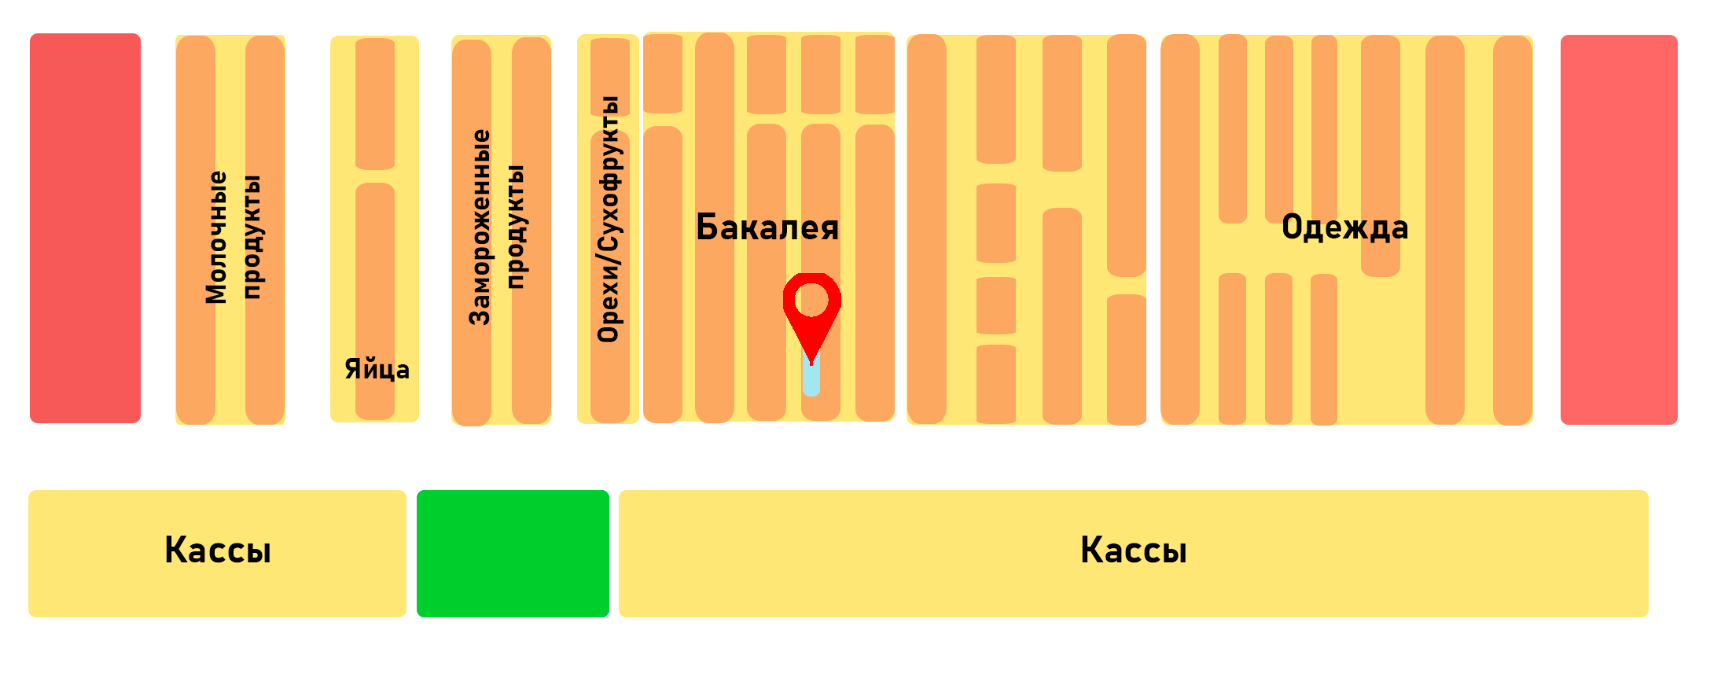 Молочные
продукты
Яйца
Замороженные
продукты
Орехи/Сухофрукты
Бакалея
Одежда
Кассы
Кассы